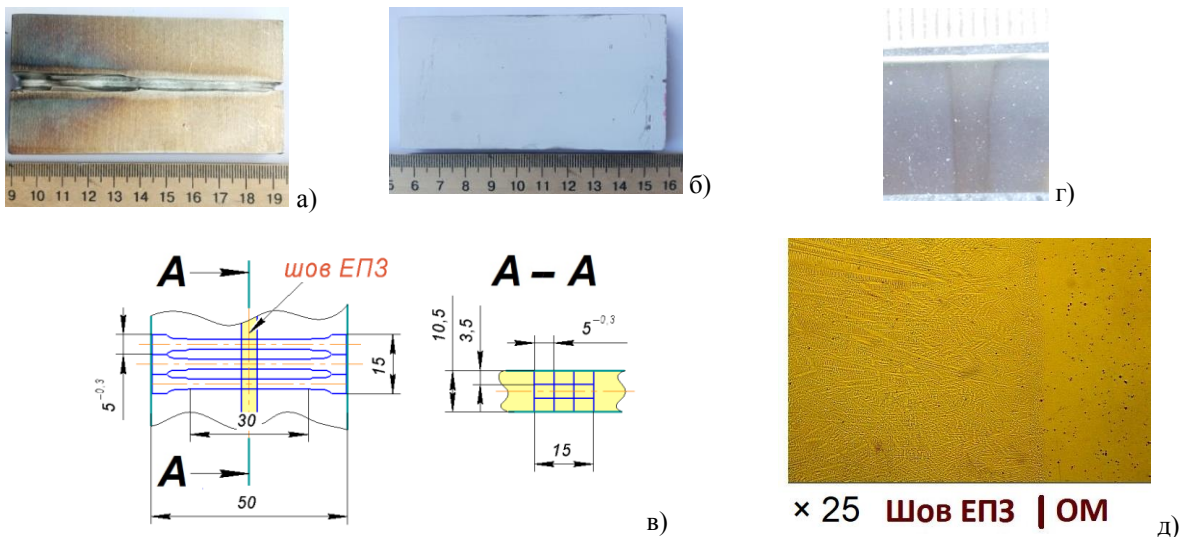 9 10 11 12 13 14 15 16 17 18 19
а)
5 6 7 8 9 10 11 12 13 14 15 16
б)
г)
А
шов ЕПЗ
5-0,3
15
30
А
50
А – А
10,5
3,5
5-0,3
15
в)
× 25 Шов ЕПЗ | ОМ
д)